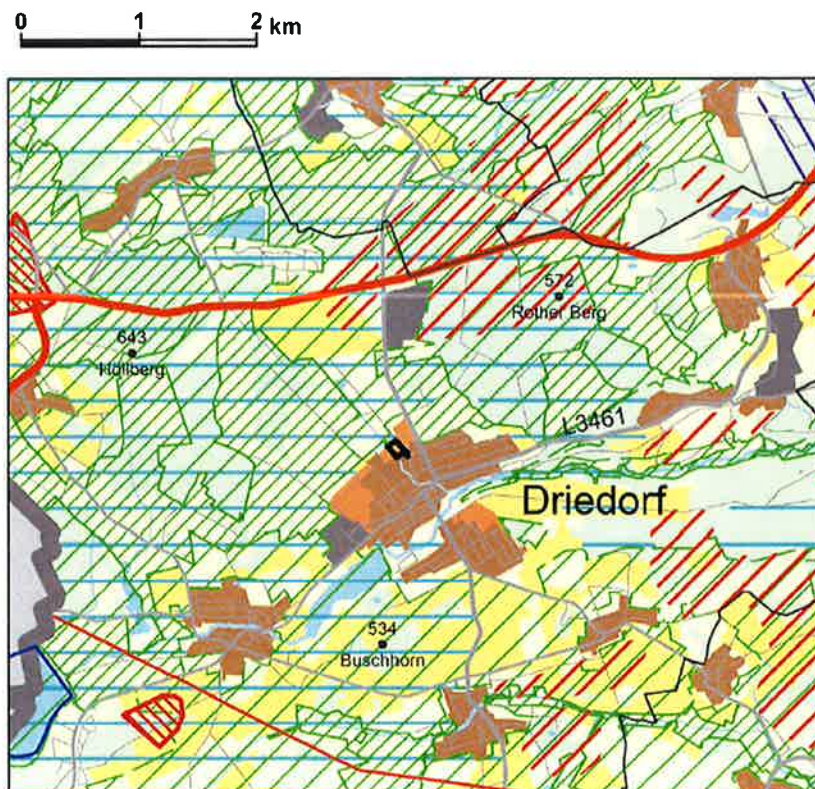 0 1 2 km
572
Rother Berg
643
Höllberg
L3461
Driedorf
534
Buschhorn